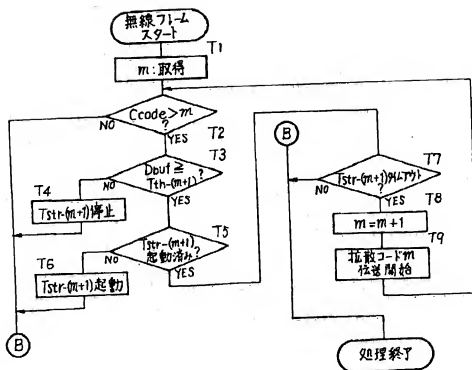 無線フレーム
スタート
T1
m:取得
Ccode>m
?
NO
YES
T2
T3
Dbuf≧
Tth-(m+1)?
NO
YES
T4
Tstr-(m+1)停止
T5
Tstr-(m+1)
起動済み?
NO
YES
T6
Tstr-(m+1)起動
B
B
T7
Tstr-(m+1)タイムアウト
?
NO
YES
T8
m=m+1
T9
拡散コードm
伝送開始
処理終了